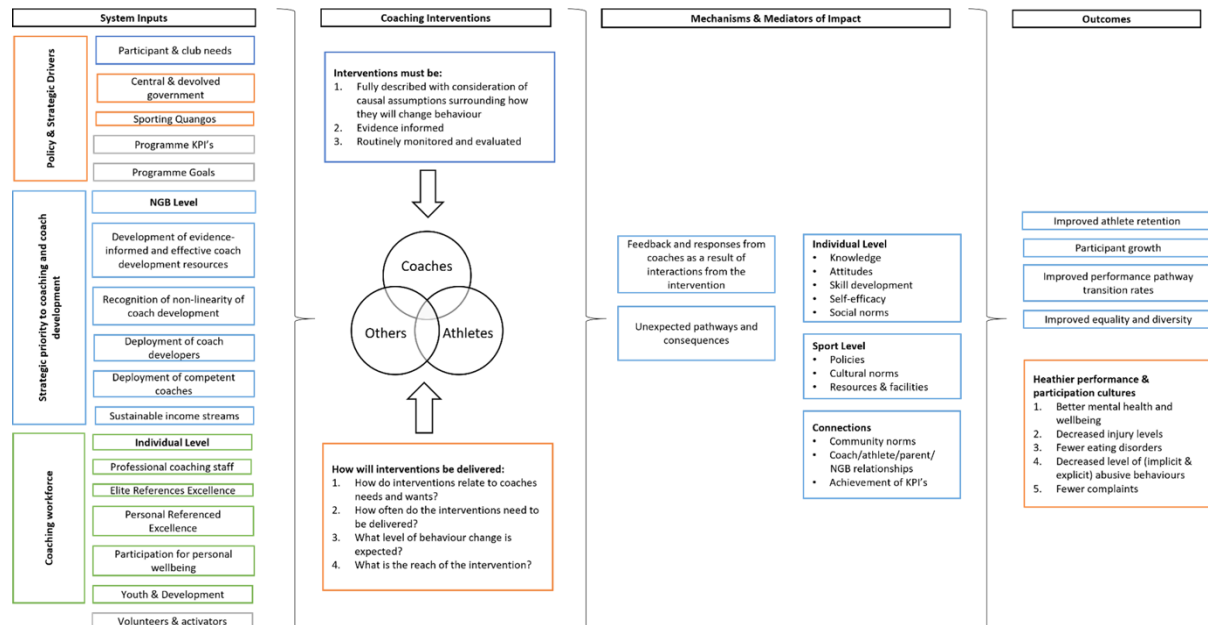 System Inputs
Policy & Strategic Drivers
Participant & club needs
Central & devolved
government
Sporting Quangos
Programme KPI's
Programme Goals
Strategic priority to coaching and coach
development
NGB Level
Development of evidence-
informed and effective coach
development resources
Recognition of non-linearity of
coach development
Deployment of coach
developers
Deployment of competent
coaches
Sustainable income streams
Coaching workforce
Individual Level
Professional coaching staff
Elite References Excellence
Personal Referenced
Excellence
Participation for personal
wellbeing
Youth & Development
Volunteers & activators
Coaching Interventions
Interventions must be:
1. Fully described with consideration of
causal assumptions surrounding how
they will change behaviour
2. Evidence informed
3. Routinely monitored and evaluated
Coaches
Others
Athletes
How will interventions be delivered:
1. How do interventions relate to coaches
needs and wants?
2. How often do the interventions need to
be delivered?
3. What level of behaviour change is
expected?
4. What is the reach of the intervention?
Mechanisms & Mediators of Impact
Feedback and responses from
coaches as a result of
interactions from the
intervention
Unexpected pathways and
consequences
Individual Level
• Knowledge
• Attitudes
• Skill development
• Self-efficacy
• Social norms
Sport Level
• Policies
• Cultural norms
• Resources & facilities
Connections
• Community norms
• Coach/athlete/parent/
NGB relationships
• Achievement of KPI's
Outcomes
Improved athlete retention
Participant growth
Improved performance pathway
transition rates
Improved equality and diversity
Heathier performance &
participation cultures
1. Better mental health and
wellbeing
2. Decreased injury levels
3. Fewer eating disorders
4. Decreased level of (implicit &
explicit) abusive behaviours
5. Fewer complaints